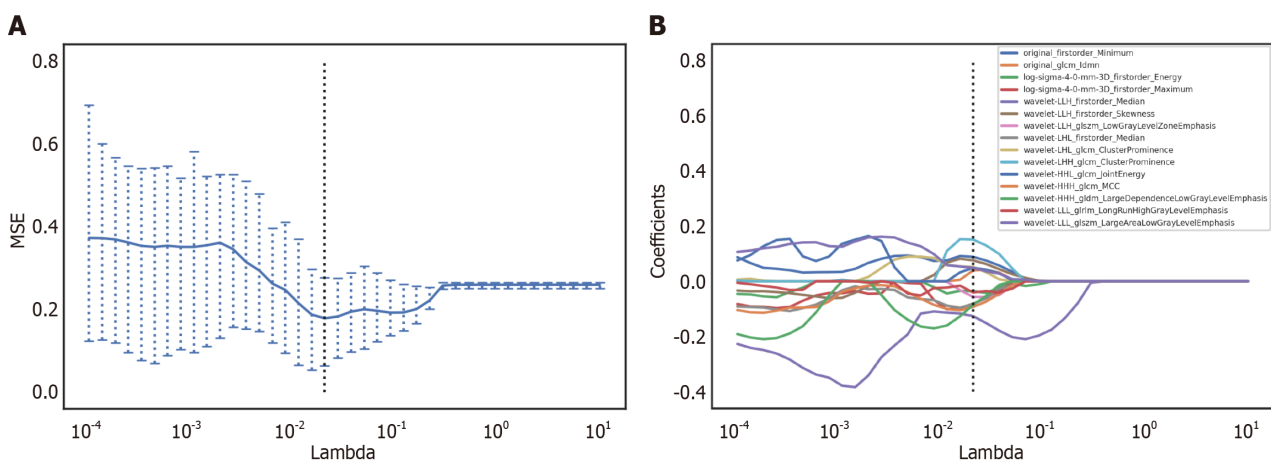 A
0.8
0.6
0.4
0.2
0.0
MSE
10-4
10-3
10-2
10-1
100
101
Lambda
B
0.8
0.6
0.4
0.2
0.0
-0.2
-0.4
Coefficients
original_firstorder_Minimum
original_glcm_Idmn
log-sigma-4-0-mm-3D_firstorder_Energy
log-sigma-4-0-mm-3D_firstorder_Maximum
wavelet-LLH_firstorder_Median
wavelet-LLH_firstorder_Skewness
wavelet-LLH_glszm_LowGrayLevelZoneEmphasis
wavelet-LHL_firstorder_Median
wavelet-LHL_glcm_ClusterProminence
wavelet-LHH_glcm_ClusterProminence
wavelet-HHL_glcm_JointEnergy
wavelet-HHH_glcm_MCC
wavelet-HHH_gldm_LargeDependenceLowGrayLevelEmphasis
wavelet-LLL_glrlm_LongRunHighGrayLevelEmphasis
wavelet-LLL_glszm_LargeAreaLowGrayLevelEmphasis
10-4
10-3
10-2
10-1
100
101
Lambda